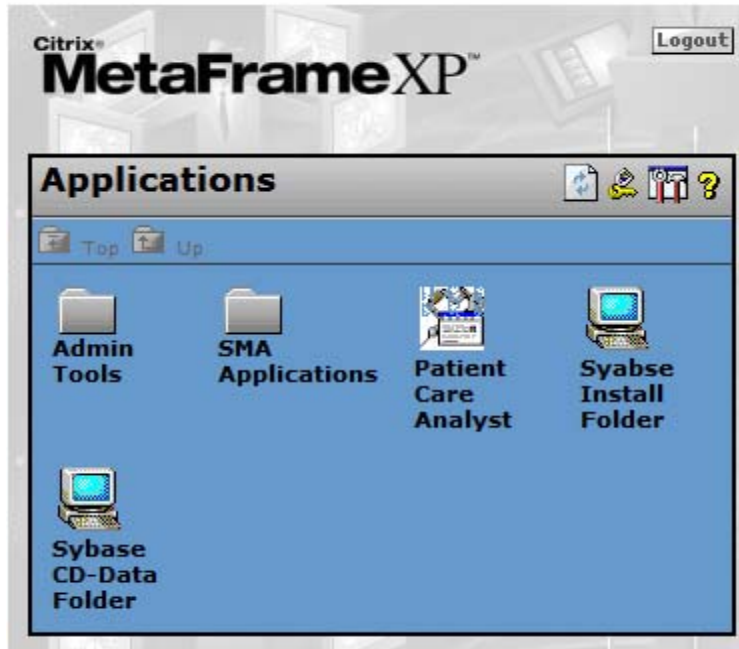 Citrix®
MetaFrameXP™
Logout
Applications
Top Up
Admin
Tools
SMA
Applications
Patient
Care
Analyst
Syabse
Install
Folder
Sybase
CD-Data
Folder